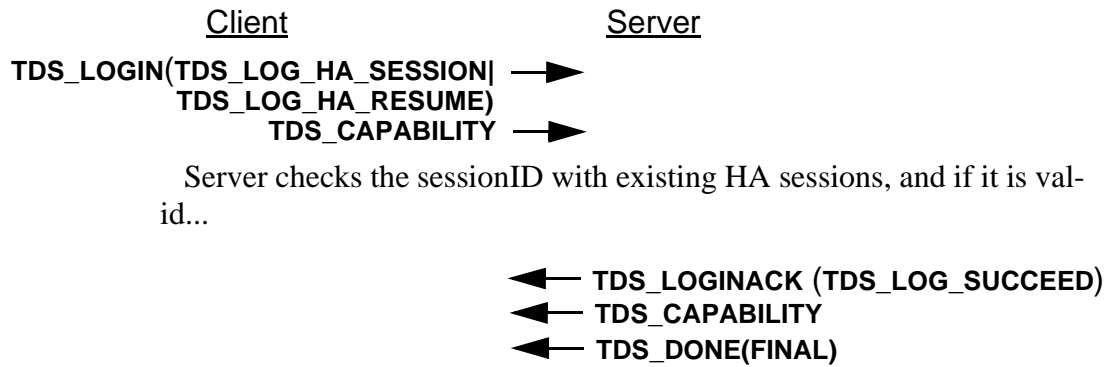 Client Server
TDS_LOGIN(TDS_LOG_HA_SESSION|
TDS_LOG_HA_RESUME)
TDS_CAPABILITY
Server checks the sessionID with existing HA sessions, and if it is val-
id...
TDS_LOGINACK (TDS_LOG_SUCCEED)
TDS_CAPABILITY
TDS_DONE(FINAL)